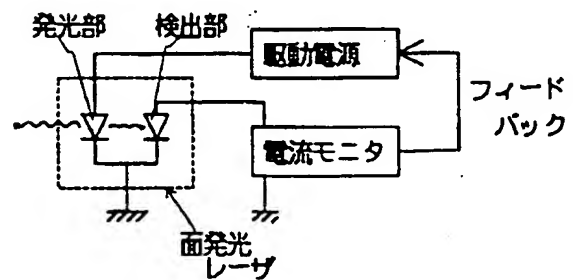 発光部
検出部
駆動電源
フィード
バック
電流モニタ
面発光
レーザ